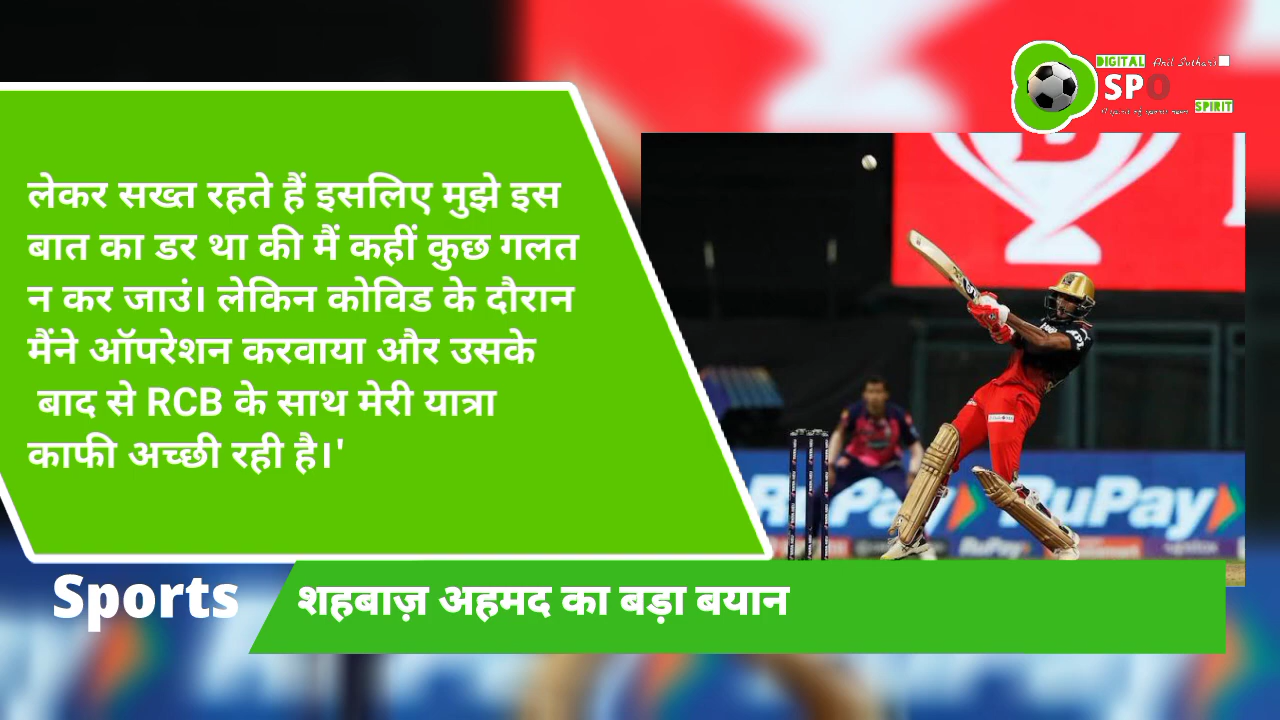 DIGITAL
SPO
SPIRIT
लेकर सख्त रहते हैं इसलिए मुझे इस
बात का डर था की मैं कहीं कुछ गलत
न कर जाउं। लेकिन कोविड के दौरान
मैंने ऑपरेशन करवाया और उसके
बाद से RCB के साथ मेरी यात्रा
काफी अच्छी रही है।'
RuPay
RuPay
RuPay
Sports
शहबाज़ अहमद का बड़ा बयान